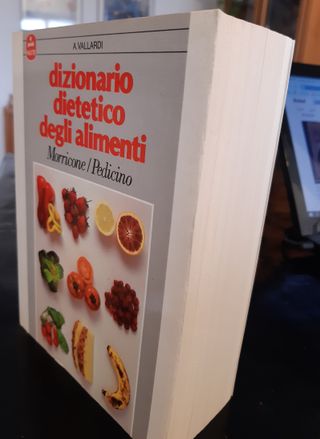 A. VALLARDI
dizionario
dietetico
degli alimenti
Morricone/Pedicino